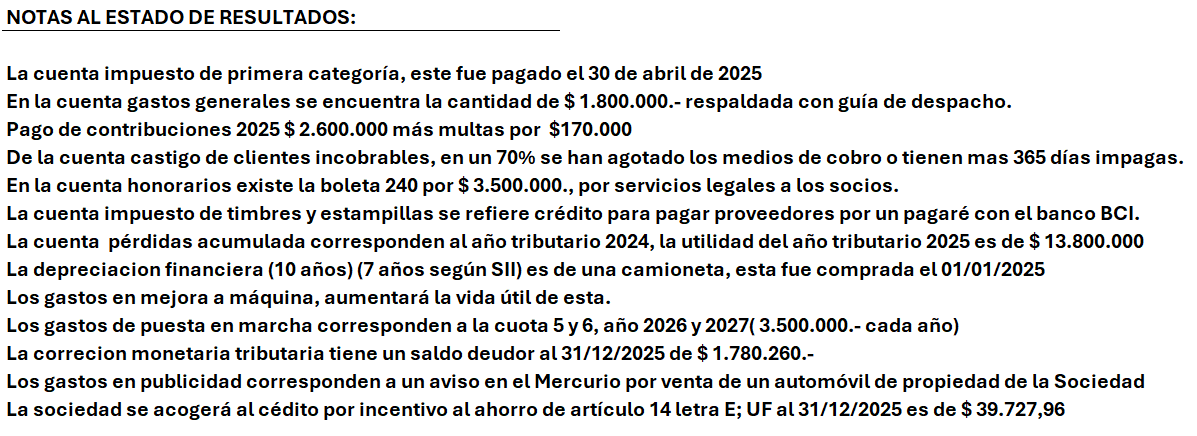 NOTAS AL ESTADO DE RESULTADOS:
La cuenta impuesto de primera categoría, este fue pagado el 30 de abril de 2025
En la cuenta gastos generales se encuentra la cantidad de $ 1.800.000.- respaldada con guía de despacho.
Pago de contribuciones 2025 $ 2.600.000 más multas por $170.000
De la cuenta castigo de clientes incobrables, en un 70% se han agotado los medios de cobro o tienen mas 365 días impagas.
En la cuenta honorarios existe la boleta 240 por $ 3.500.000., por servicios legales a los socios.
La cuenta impuesto de timbres y estampillas se refiere crédito para pagar proveedores por un pagaré con el banco BCI.
La cuenta pérdidas acumulada corresponden al año tributario 2024, la utilidad del año tributario 2025 es de $ 13.800.000
La depreciacion financiera (10 años) (7 años según SII) es de una camioneta, esta fue comprada el 01/01/2025
Los gastos en mejora a máquina, aumentará la vida útil de esta.
Los gastos de puesta en marcha corresponden a la cuota 5 y 6, año 2026 y 2027( 3.500.000.- cada año)
La correcion monetaria tributaria tiene un saldo deudor al 31/12/2025 de $ 1.780.260.-
Los gastos en publicidad corresponden a un aviso en el Mercurio por venta de un automóvil de propiedad de la Sociedad
La sociedad se acogerá al cédito por incentivo al ahorro de artículo 14 letra E; UF al 31/12/2025 es de $ 39.727,96